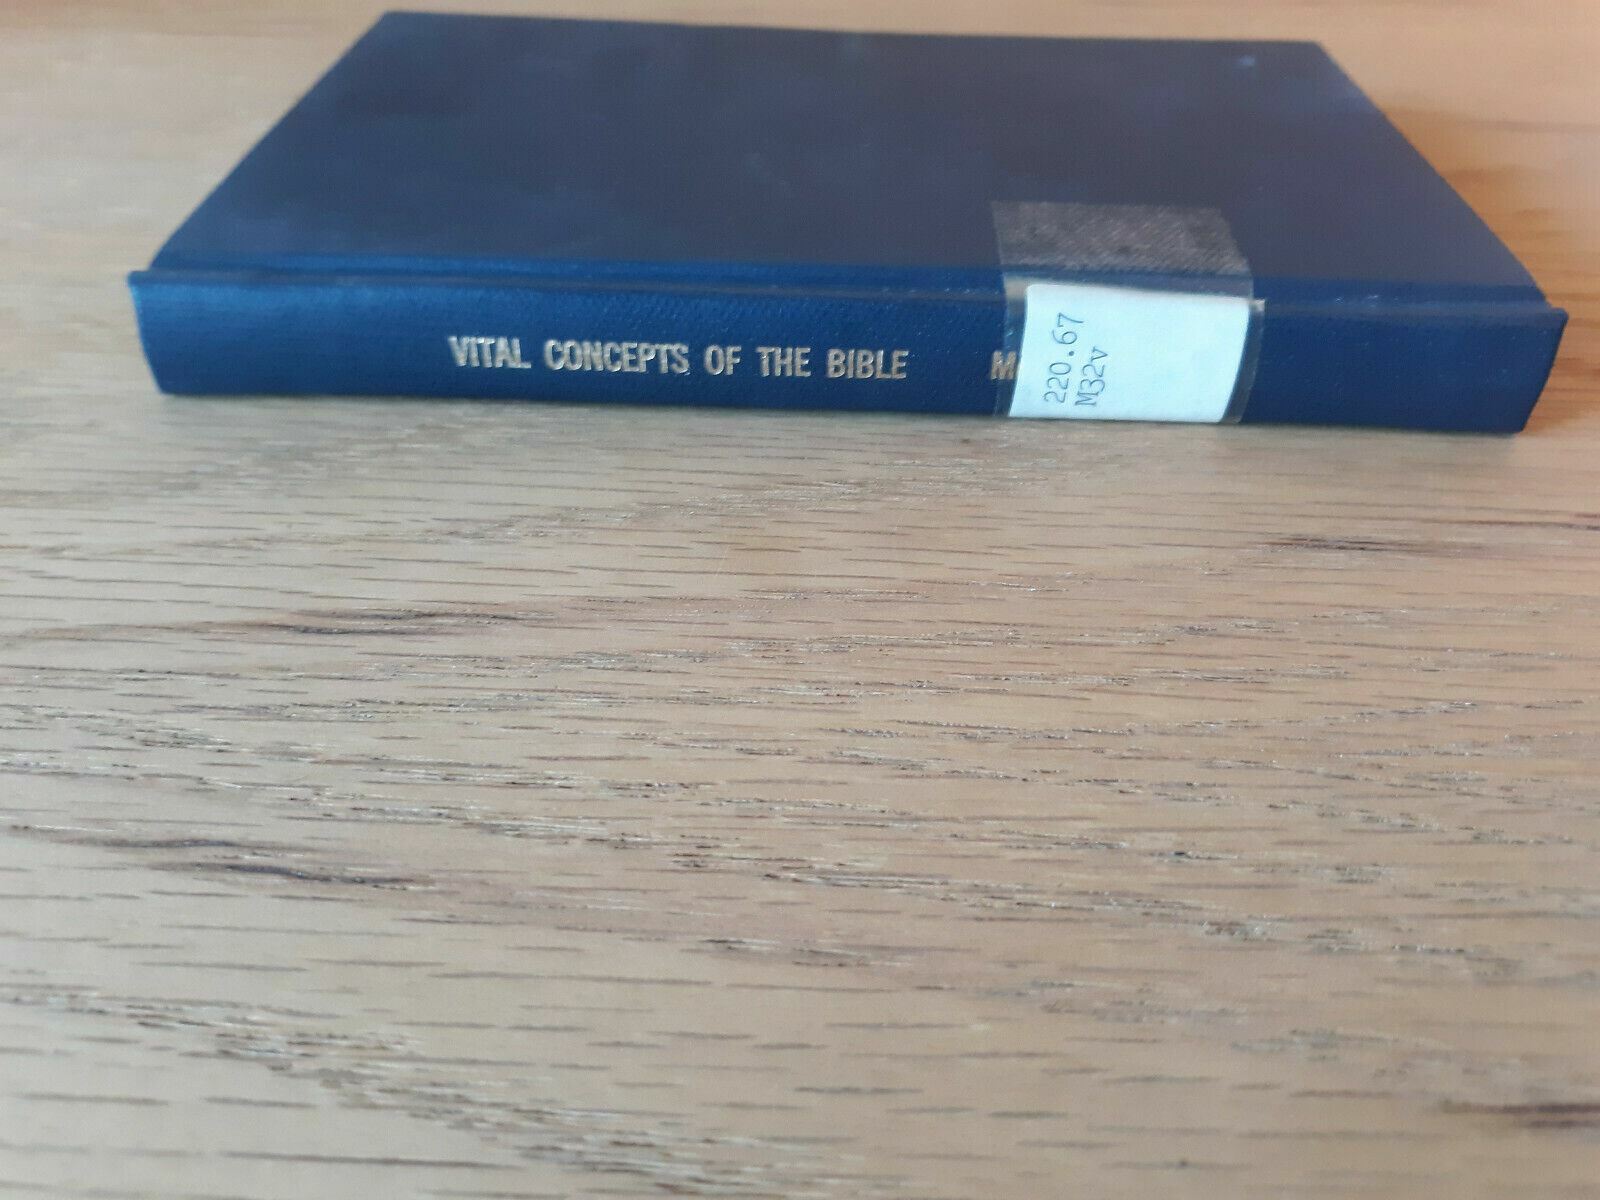 VITAL CONCEPTS OF THE BIBLE
220.67
M32v